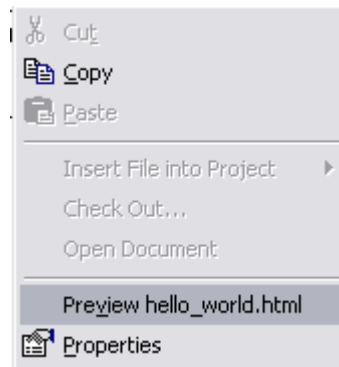 Cut
Copy
Paste
Insert File into Project
Check Out...
Open Document
Preview hello_world.html
Properties